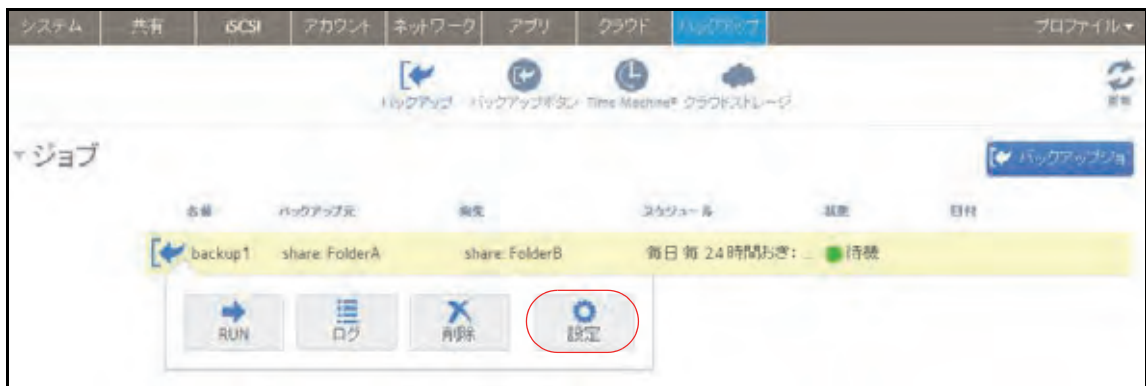 システム 共有 iSCSI アカウント ネットワーク アプリ クラウド バックアップ プロファイル▼
バックアップ バックアップボタン Time Machine® クラウドストレージ 更新
▼ジョブ
バックアップジョ
名前 バックアップ元 宛先 スケジュール 状態 日付
backup1 share: FolderA share: FolderB 毎日 毎 24 時間おき: ... 待機
RUN ログ 削除 設定